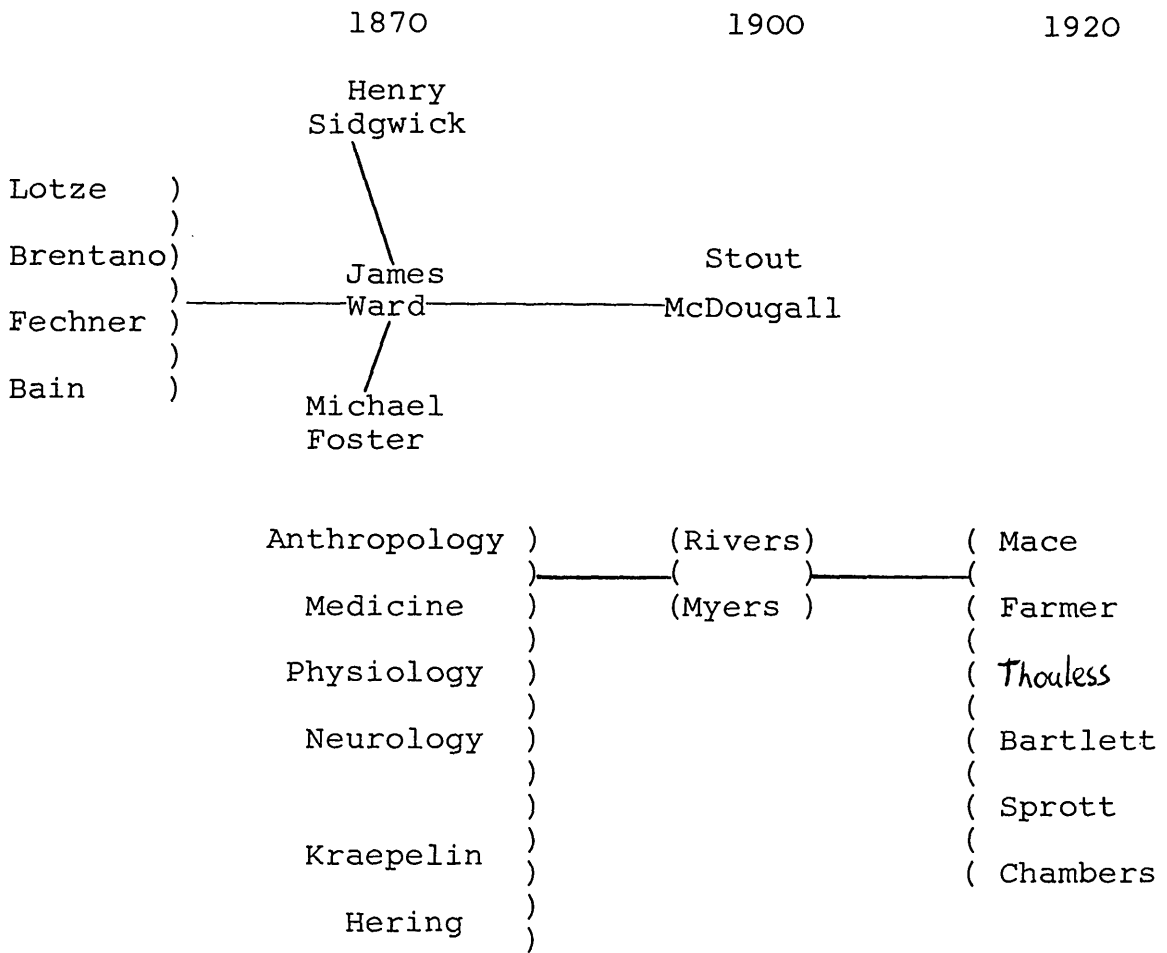 1870 1900 1920
Henry
Sidgwick
Lotze )
)
Brentano) Stout
) James
Ward McDougall
Fechner )
)
Bain )
Michael
Foster
Anthropology ) (Rivers) ( Mace
) ( ) (
Medicine ) (Myers ) ( Farmer
) (
Physiology ) ( Thouless
) (
Neurology ) ( Bartlett
) (
) ( Sprott
Kraepelin (
) ( Chambers
Hering )
)